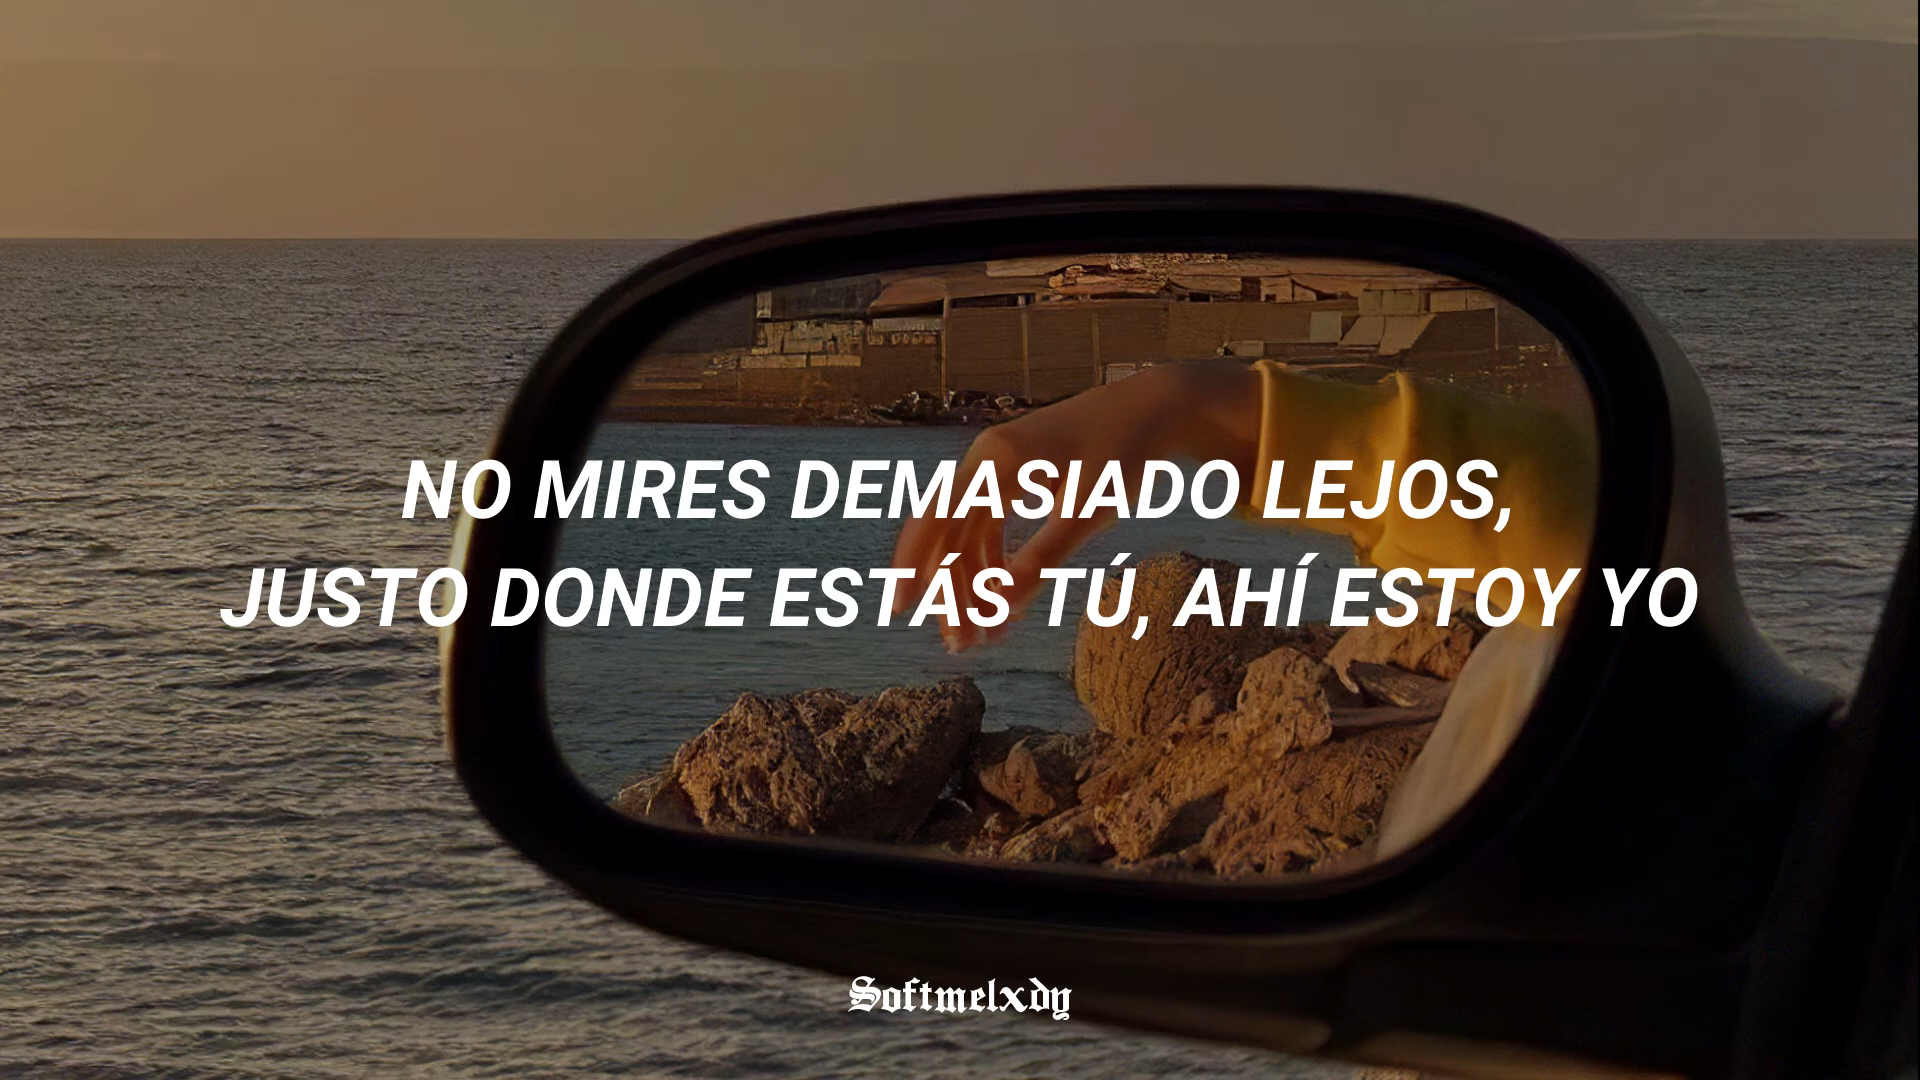 NO MIRES DEMASIADO LEJOS,
JUSTO DONDE ESTÁS TÚ, AHÍ ESTOY YO
Softmelxdy